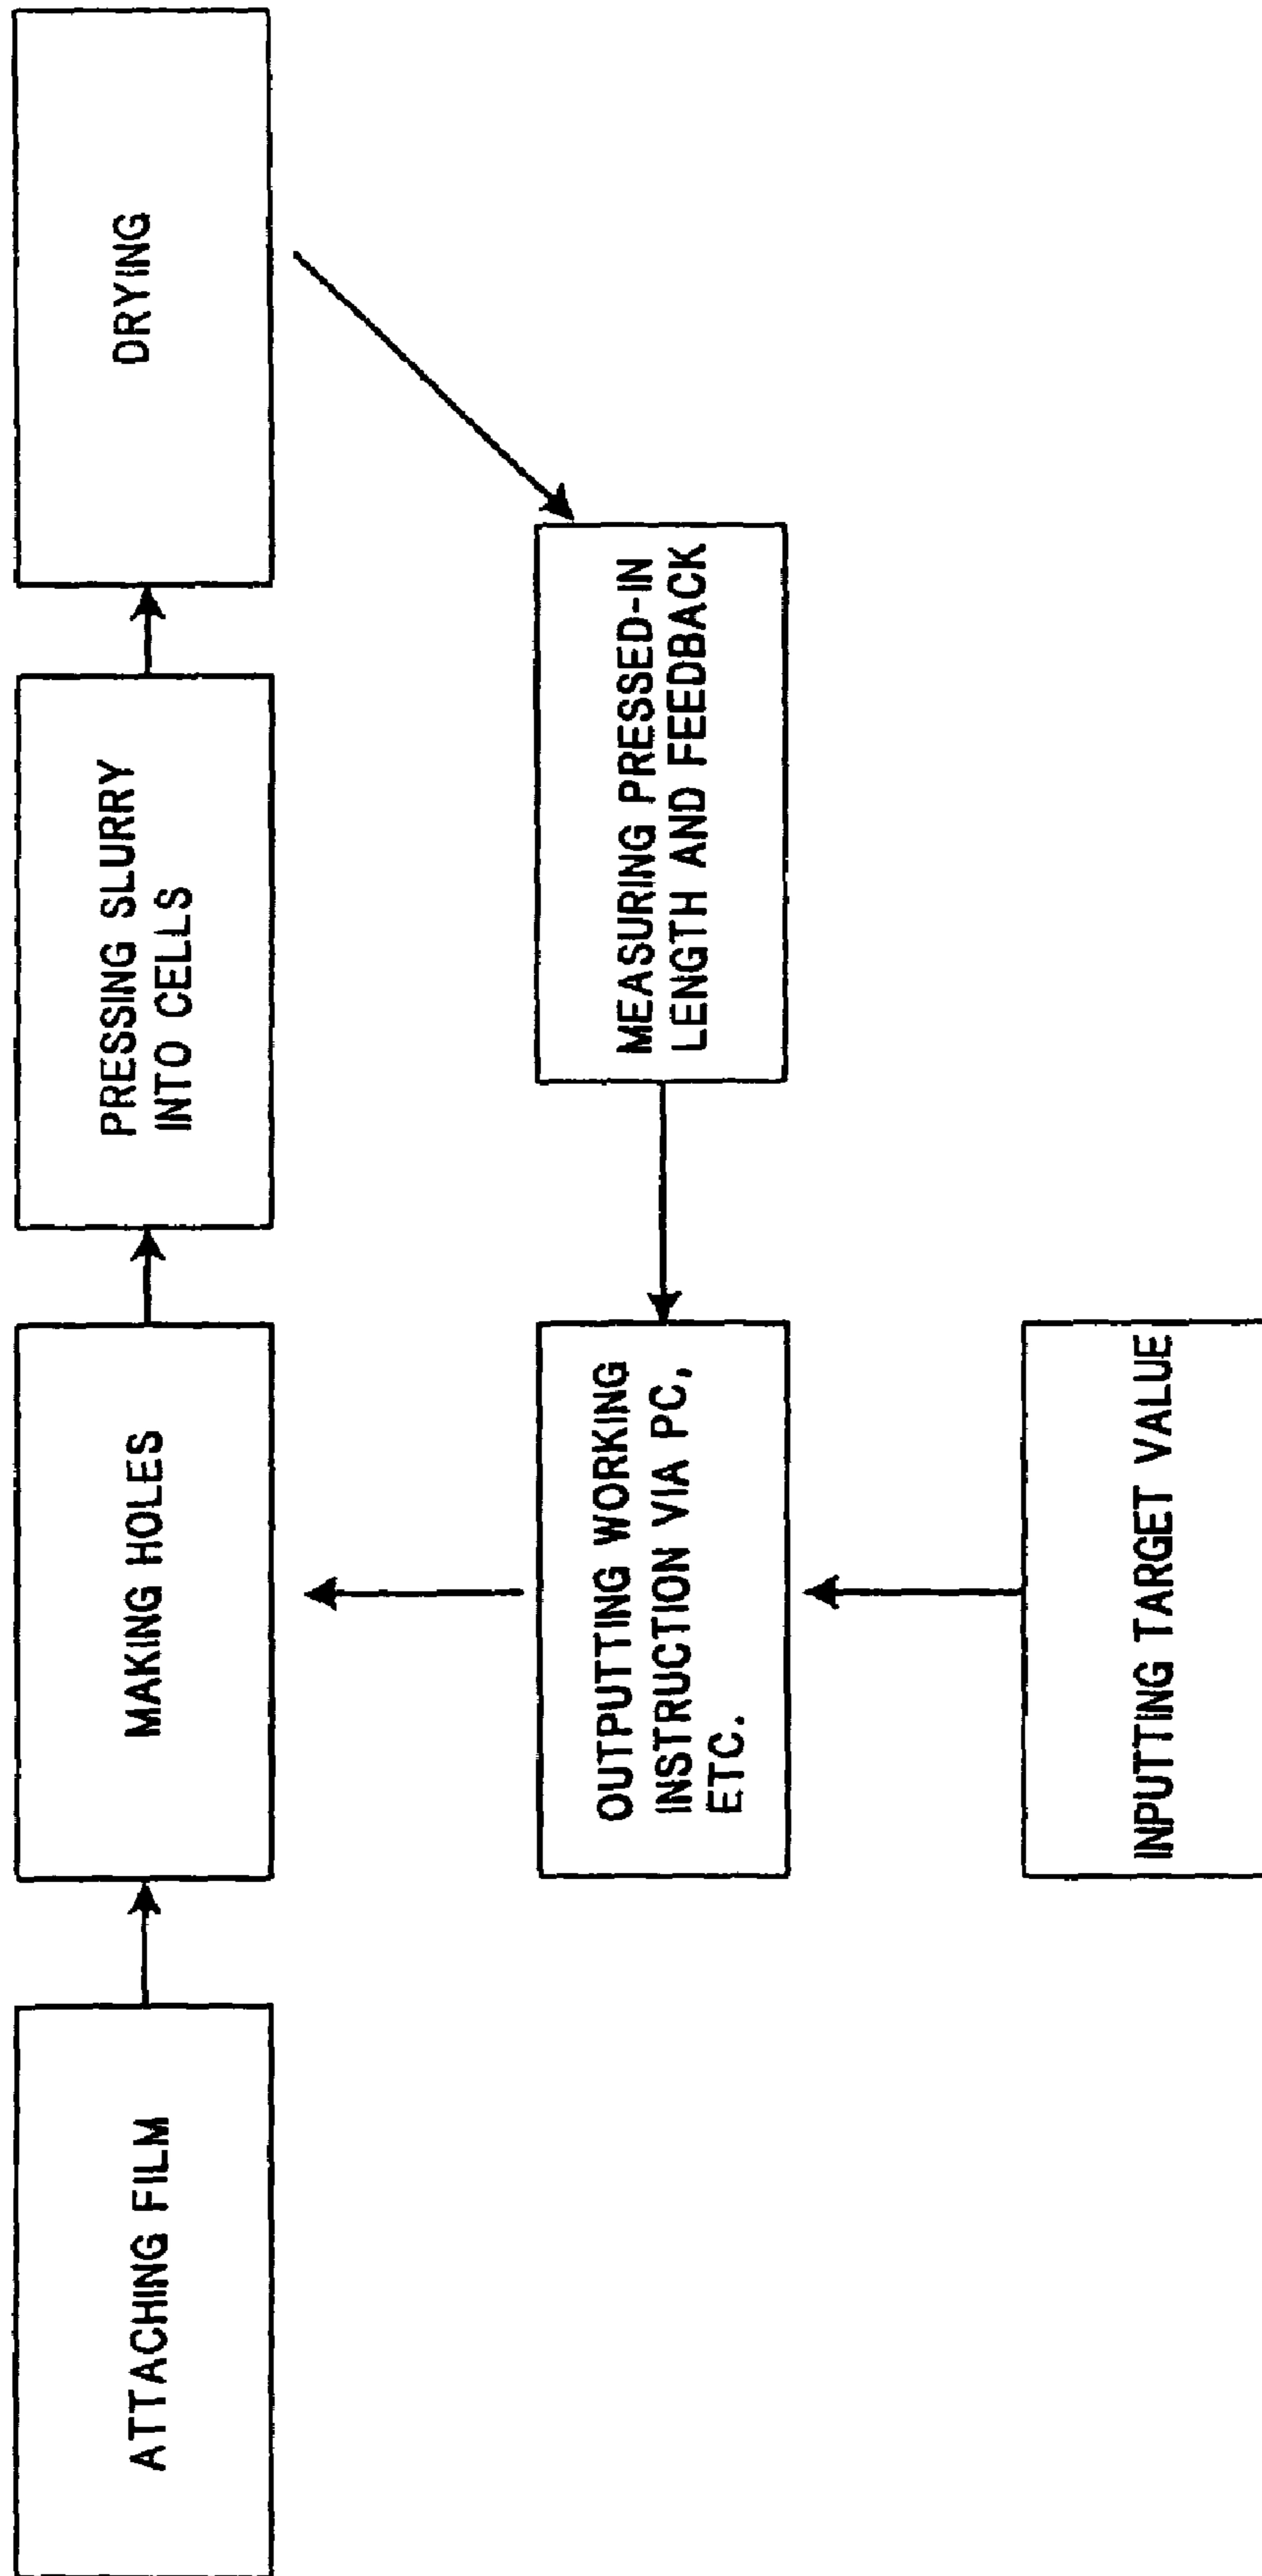 ATTACHING FILM
MAKING HOLES
PRESSING SLURRY
INTO CELLS
DRYING
OUTPUTTING WORKING
INSTRUCTION VIA PC,
ETC.
MEASURING PRESSED-IN
LENGTH AND FEEDBACK
INPUTTING TARGET VALUE